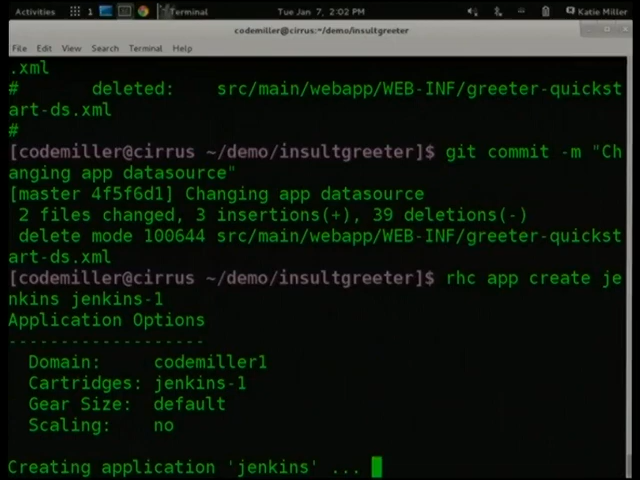 Activities 1 Terminal Tue Jan 7, 2:02 PM Katie Miller
codemiller@cirrus:~/demo/insultgreeter
File Edit View Search Terminal Help
.xml
# deleted: src/main/webapp/WEB-INF/greeter-quickst
art-ds.xml
#
[codemiller@cirrus ~/demo/insultgreeter]$ git commit -m "Ch
anging app datasource"
[master 4f5f6d1] Changing app datasource
2 files changed, 3 insertions(+), 39 deletions(-)
delete mode 100644 src/main/webapp/WEB-INF/greeter-quickst
art-ds.xml
[codemiller@cirrus ~/demo/insultgreeter]$ rhc app create je
nkins jenkins-1
Application Options
-------------------
Domain: codemiller1
Cartridges: jenkins-1
Gear Size: default
Scaling: no
Creating application 'jenkins' ...